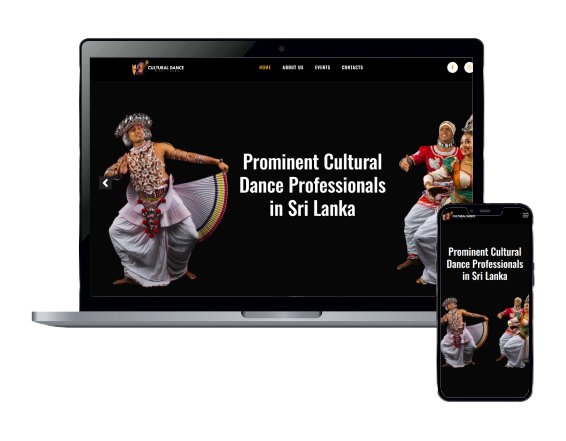 CULTURAL DANCE
HOME ABOUT US EVENTS CONTACTS
Prominent Cultural
Dance Professionals
in Sri Lanka
CULTURAL DANCE
Prominent Cultural
Dance Professionals
in Sri Lanka